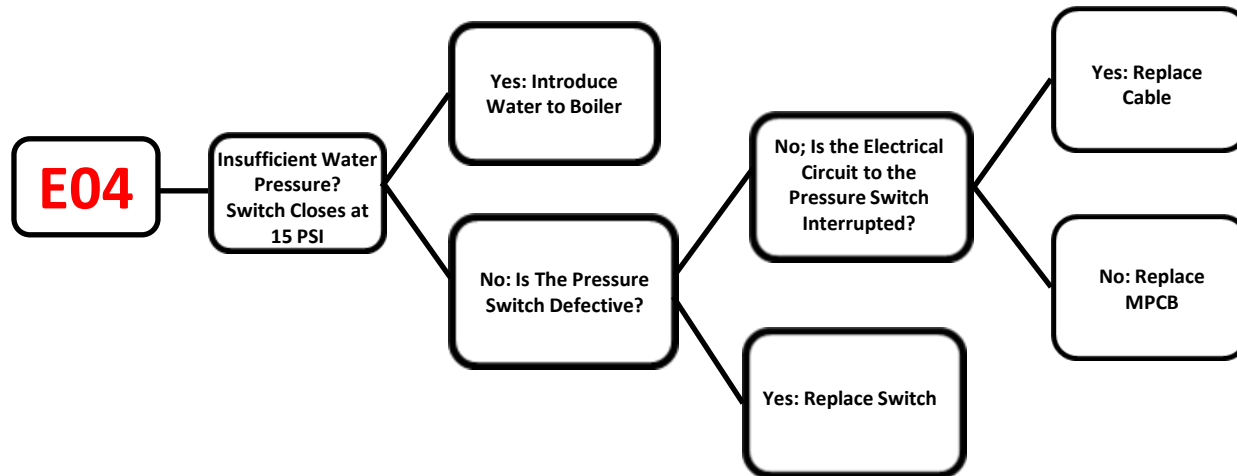 E04
Insufficient Water
Pressure?
Switch Closes at
15 PSI
Yes: Introduce
Water to Boiler
No: Is The Pressure
Switch Defective?
No; Is the Electrical
Circuit to the
Pressure Switch
Interrupted?
Yes: Replace Switch
Yes: Replace
Cable
No: Replace
MPCB